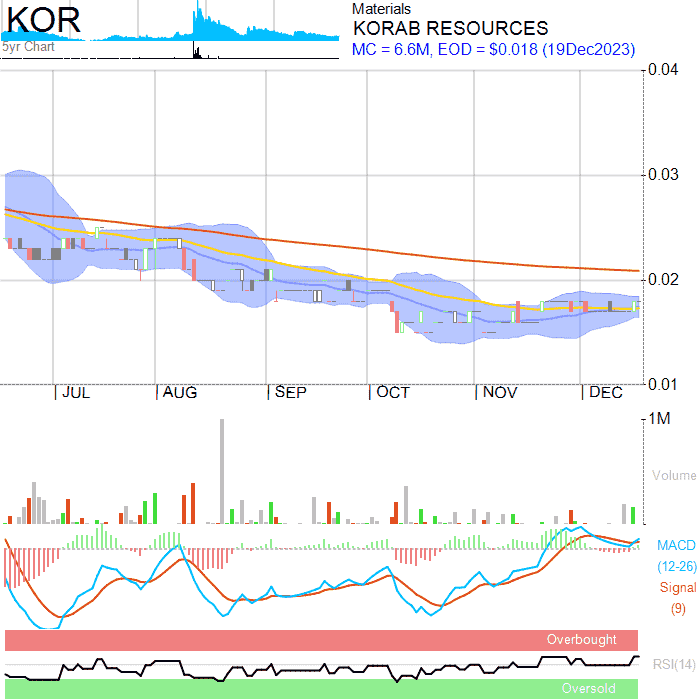 KOR
5yr Chart
Materials
KORAB RESOURCES
MC = 6.6M, EOD = $0.018 (19Dec2023)
0.04
0.03
0.02
0.01
JUL AUG SEP OCT NOV DEC
1M
Volume
MACD
(12-26)
Signal
(9)
Overbought
RSI(14)
Oversold